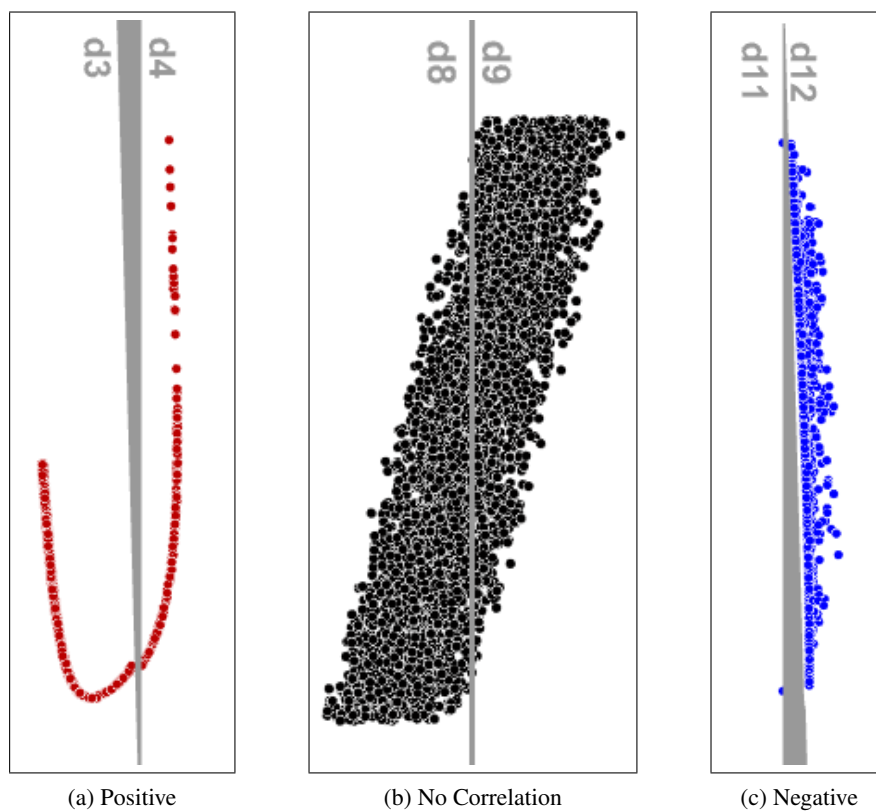 d3
d4
d8
d9
d11
d12
(a) Positive
(b) No Correlation
(c) Negative